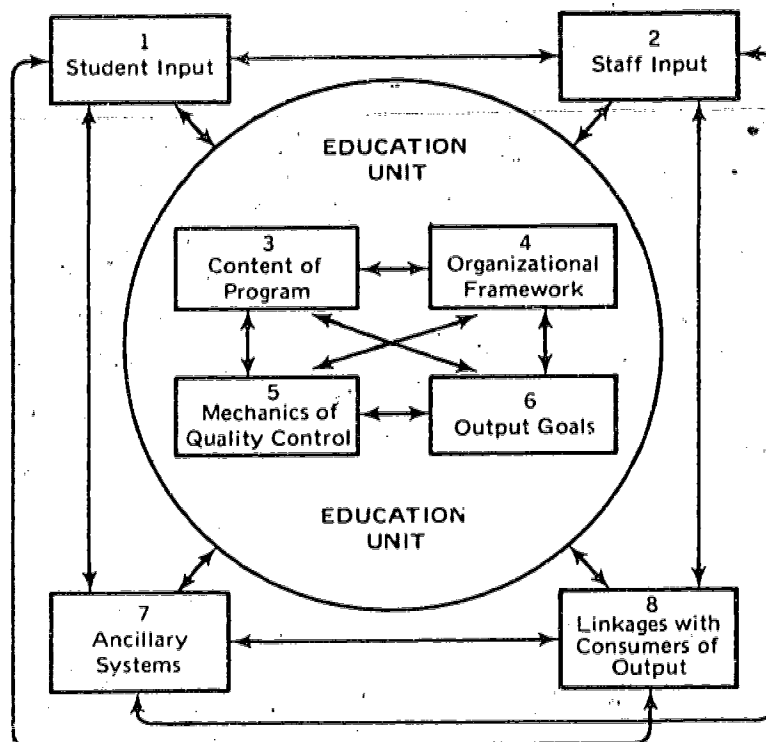 1
Student Input
2
Staff Input
EDUCATION
UNIT
3
Content of
Program
4
Organizational
Framework
5
Mechanics of
Quality Control
6
Output Goals
EDUCATION
UNIT
7
Ancillary
Systems
8
Linkages with
Consumers of
Output